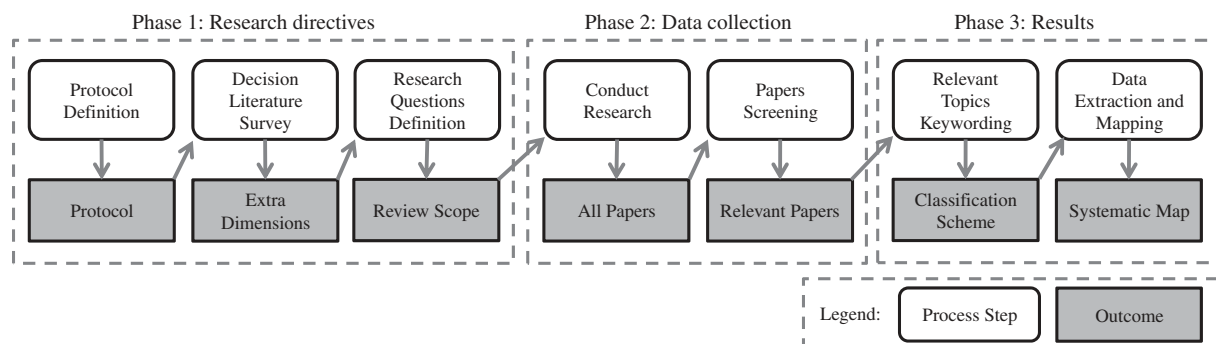 Phase 1: Research directives
Phase 2: Data collection
Phase 3: Results
Protocol
Definition
Decision
Literature
Survey
Research
Questions
Definition
Conduct
Research
Papers
Screening
Relevant
Topics
Keywording
Data
Extraction and
Mapping
Protocol
Extra
Dimensions
Review Scope
All Papers
Relevant Papers
Classification
Scheme
Systematic Map
Legend:
Process Step
Outcome